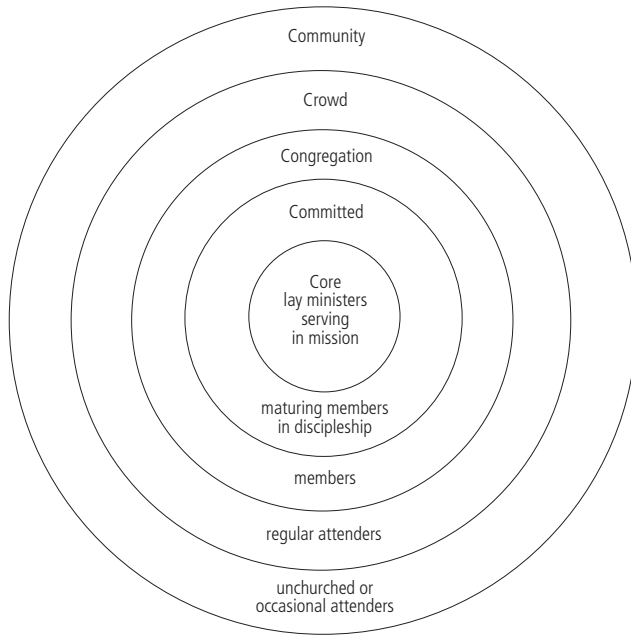 Community
Crowd
Congregation
Committed
Core
lay ministers
serving
in mission
maturing members
in discipleship
members
regular attenders
unchurched or
occasional attenders